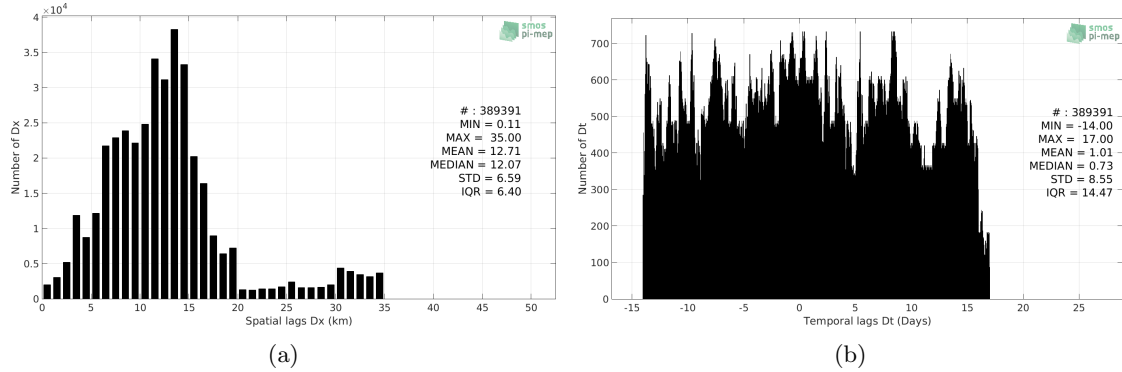 4 ×10⁴
3.5
3
2.5
2
1.5
1
0.5
0
0 5 10 15 20 25 30 35 40 45 50
Number of Dx
Spatial lags Dx (km)
smos
pi-mep
# : 389391
MIN = 0.11
MAX = 35.00
MEAN = 12.71
MEDIAN = 12.07
STD = 6.59
IQR = 6.40
(a)
700
600
500
400
300
200
100
0
-15 -10 -5 0 5 10 15 20 25
Number of Dt
Temporal lags Dt (Days)
smos
pi-mep
# : 389391
MIN = -14.00
MAX = 17.00
MEAN = 1.01
MEDIAN = 0.73
STD = 8.55
IQR = 14.47
(b)